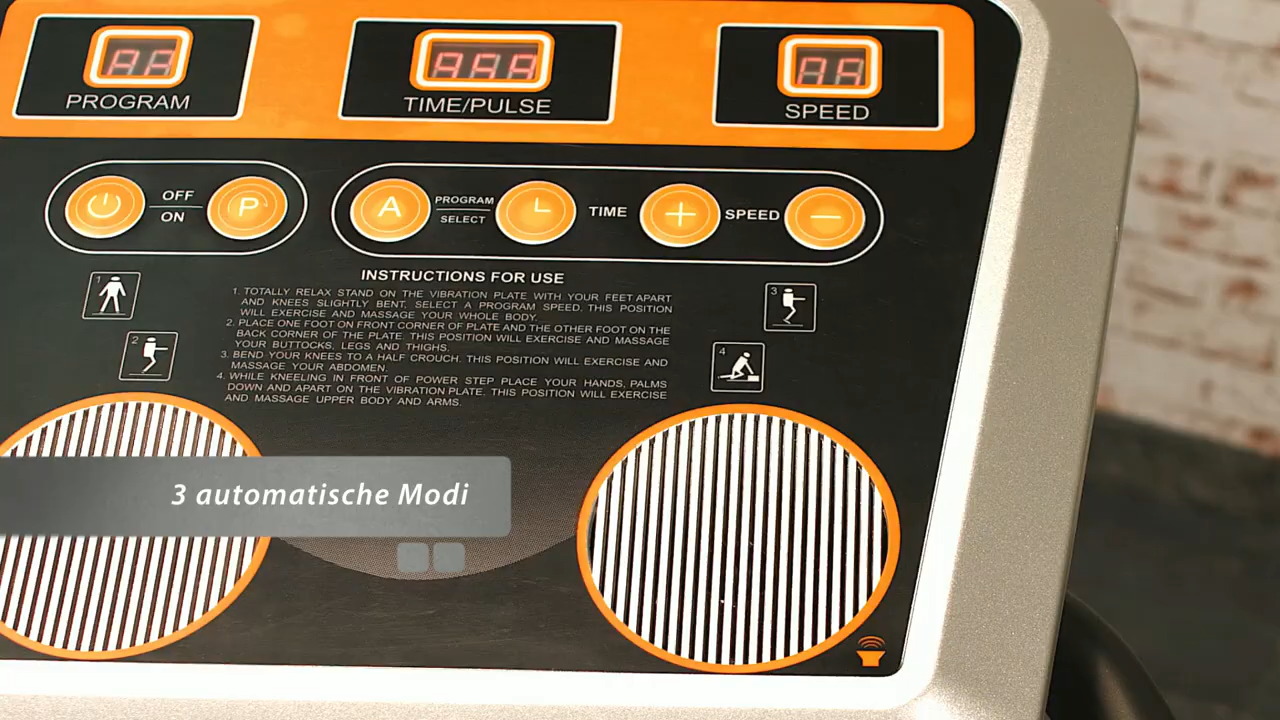 PROGRAM
TIME/PULSE
SPEED
OFF
ON
P
A
PROGRAM
SELECT
TIME
SPEED
INSTRUCTIONS FOR USE
1. TOTALLY RELAX STAND ON THE VIBRATION PLATE WITH YOUR FEET APART
AND KNEES SLIGHTLY BENT, SELECT A PROGRAM SPEED. THIS POSITION
WILL EXERCISE AND MASSAGE YOUR WHOLE BODY.
2. PLACE ONE FOOT ON FRONT CORNER OF PLATE AND THE OTHER FOOT ON THE
BACK CORNER OF THE PLATE. THIS POSITION WILL EXERCISE AND MASSAGE
YOUR BUTTOCKS, LEGS AND THIGHS.
3. BEND YOUR KNEES TO A HALF CROUCH. THIS POSITION WILL EXERCISE AND
MASSAGE YOUR ABDOMEN.
4. WHILE KNEELING IN FRONT OF POWER STEP PLACE YOUR HANDS, PALMS
DOWN AND APART ON THE VIBRATION PLATE. THIS POSITION WILL EXERCISE
AND MASSAGE UPPER BODY AND ARMS.
1
2
3
4
3 automatische Modi